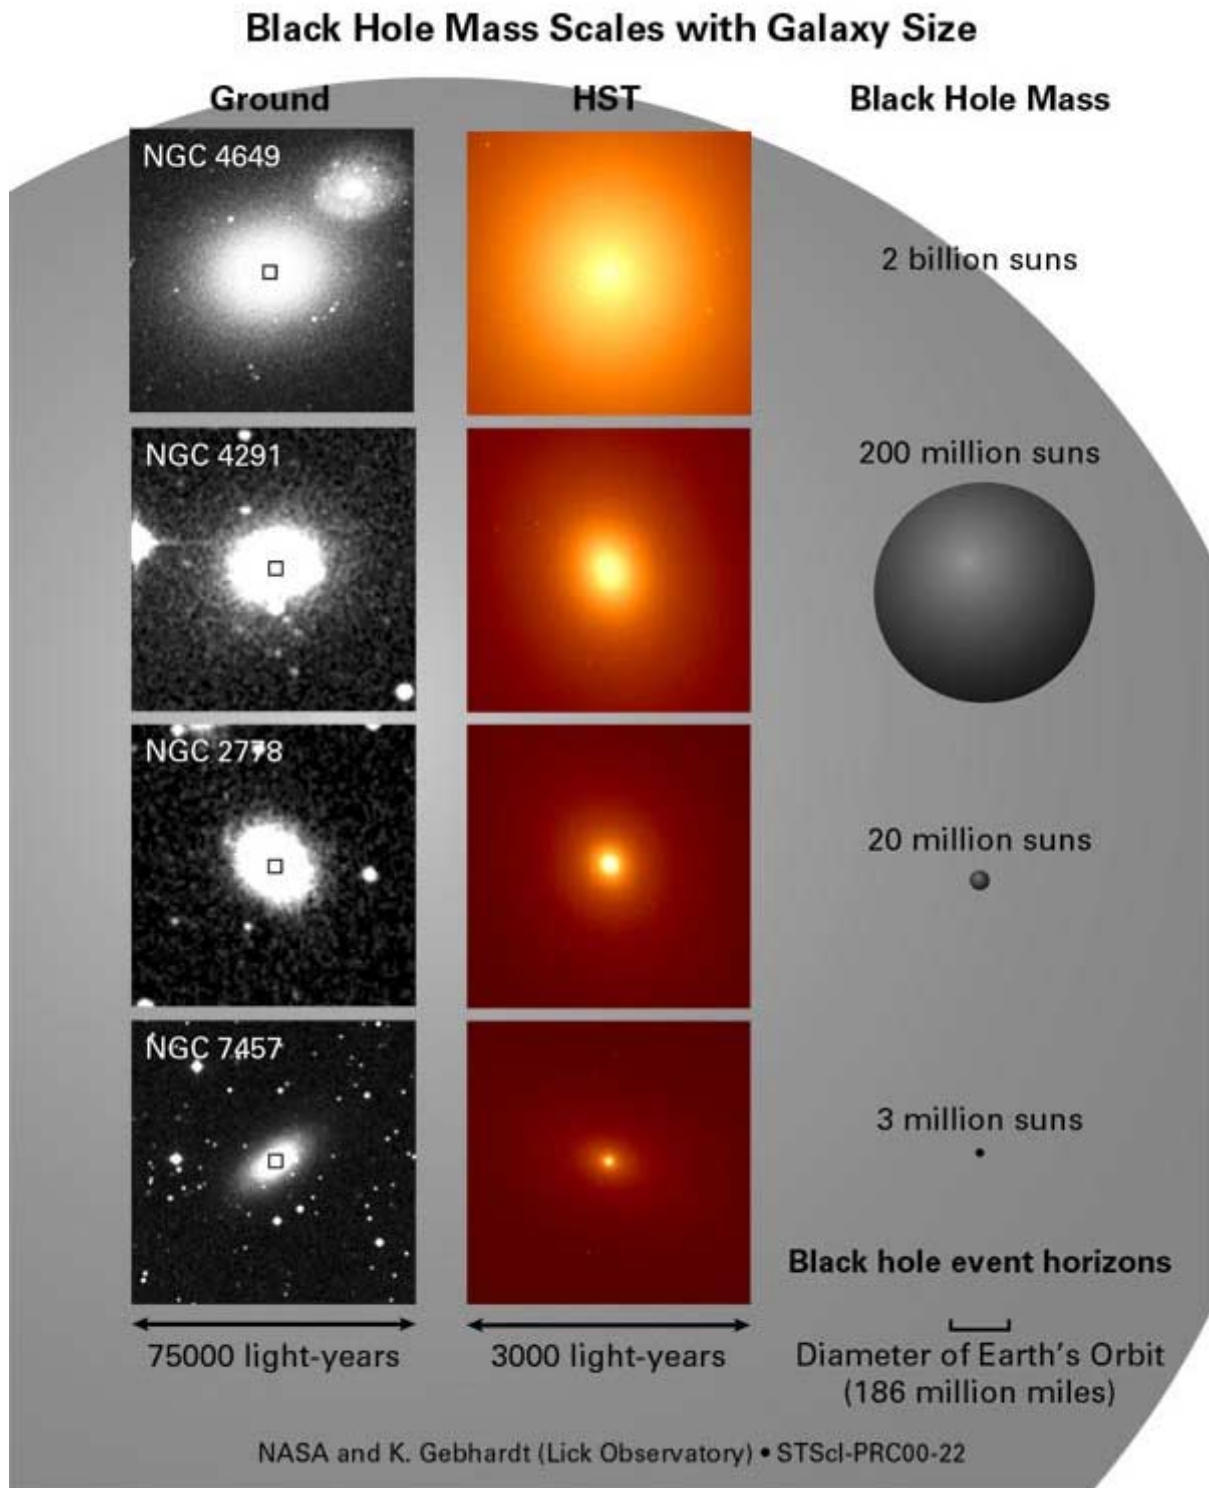 Black Hole Mass Scales with Galaxy Size
Ground
HST
Black Hole Mass
NGC 4649
2 billion suns
NGC 4291
200 million suns
NGC 2778
20 million suns
NGC 7457
3 million suns
Black hole event horizons
75000 light-years
3000 light-years
Diameter of Earth's Orbit
(186 million miles)
NASA and K. Gebhardt (Lick Observatory) • STScI-PRC00-22